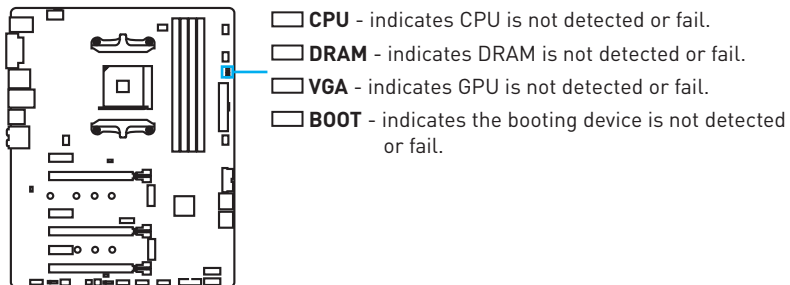 CPU - indicates CPU is not detected or fail.
DRAM - indicates DRAM is not detected or fail.
VGA - indicates GPU is not detected or fail.
BOOT - indicates the booting device is not detected
or fail.